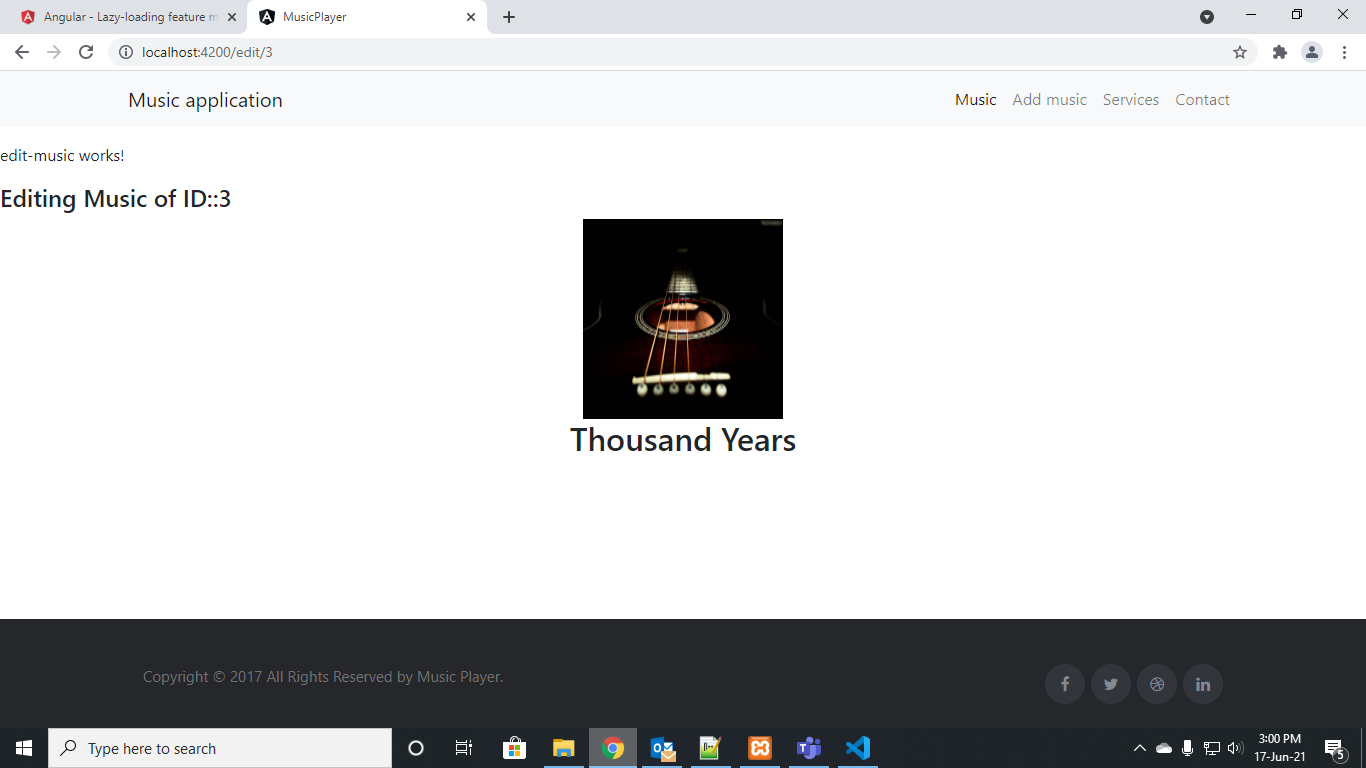 Angular - Lazy-loading feature m
MusicPlayer
localhost:4200/edit/3
Music application
Music
Add music
Services
Contact
edit-music works!
Editing Music of ID::3
Thousand Years
Copyright © 2017 All Rights Reserved by Music Player.
Type here to search
3:00 PM
17-Jun-21
5